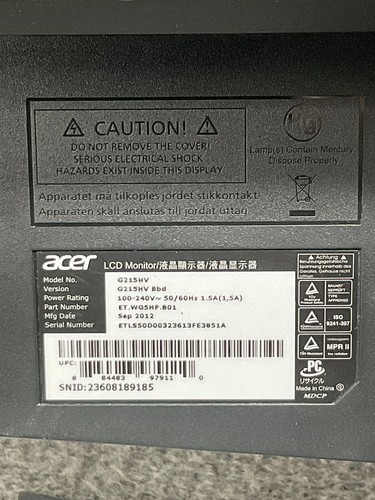 CAUTION!
DO NOT REMOVE THE COVER!
SERIOUS ELECTRICAL SHOCK
HAZARDS EXIST INSIDE THIS DISPLAY
Hg
Lamp(s) Contain Mercury,
Dispose Properly
Apparatet må tilkoples jordet stikkontakt
Apparaten skall anslutas till jordat uttag
acer LCD Monitor/液晶顯示器/液晶显示器
Model No. G215HV
Version G215HV Bbd
Power Rating 100-240V~ 50/60Hz 1.5A(1,5A)
Part Number ET.WG5HP.B01
Mfg Date Sep 2012
Serial Number ETLS50D00323613FE3851A
UPC:
8 84483 97911 0
SNID:23608189185
Achtung
ISO
9241-307
MPR II
PC
リサイクル
Made in China
MDCP